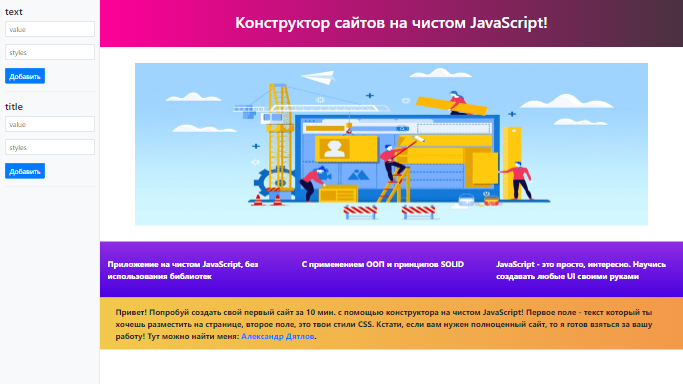 text
value
styles
Добавить
title
value
styles
Добавить
Конструктор сайтов на чистом JavaScript!
Приложение на чистом JavaScript, без
использования библиотек
С применением ООП и принципов SOLID
JavaScript - это просто, интересно. Научись
создавать любые UI своими руками
Привет! Попробуй создать свой первый сайт за 10 мин. с помощью конструктора на чистом JavaScript! Первое поле - текст который ты
хочешь разместить на странице, второе поле, это твои стили CSS. Кстати, если вам нужен полноценный сайт, то я готов взяться за вашу
работу! Тут можно найти меня: Александр Дятлов.